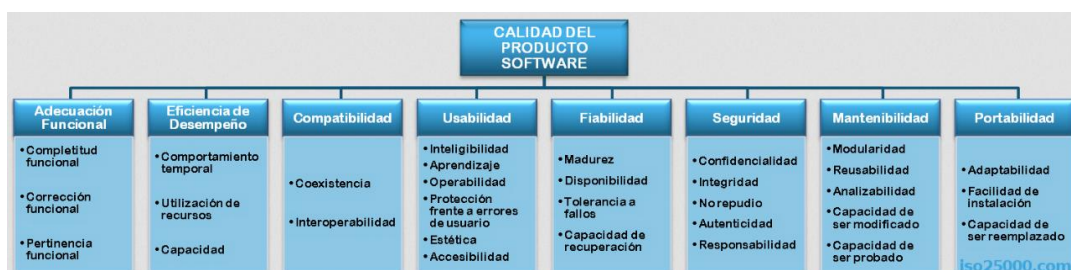 CALIDAD DEL
PRODUCTO
SOFTWARE
Adecuación
Funcional
• Completitud
funcional
• Corrección
funcional
• Pertinencia
funcional
Eficiencia de
Desempeño
• Comportamiento
temporal
• Utilización de
recursos
• Capacidad
Compatibilidad
• Coexistencia
• Interoperabilidad
Usabilidad
• Inteligibilidad
• Aprendizaje
• Operabilidad
• Protección
frente a errores
de usuario
• Estética
• Accesibilidad
Fiabilidad
• Madurez
• Disponibilidad
• Tolerancia a
fallos
• Capacidad de
recuperación
Seguridad
• Confidencialidad
• Integridad
• No repudio
• Autenticidad
• Responsabilidad
Mantenibilidad
• Modularidad
• Reusabilidad
• Analizabilidad
• Capacidad de
ser modificado
• Capacidad de
ser probado
Portabilidad
• Adaptabilidad
• Facilidad de
instalación
• Capacidad de
ser reemplazado
iso25000.com